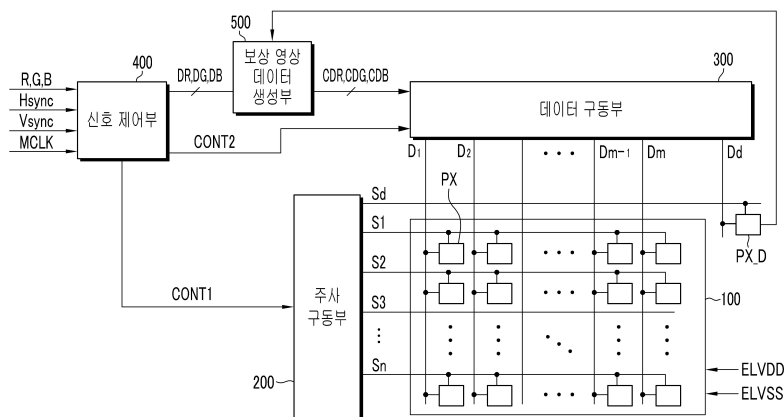 500
보상 영상
데이터
생성부
400
DR,DG,DB
CDR,CDG,CDB
300
R,G,B
Hsync
Vsync
MCLK
신호 제어부
데이터 구동부
CONT2
D1
D2
...
Dm-1
Dm
Dd
PX
Sd
S1
PX_D
S2
CONT1
주사
구동부
S3
100
Sn
200
ELVDD
ELVSS